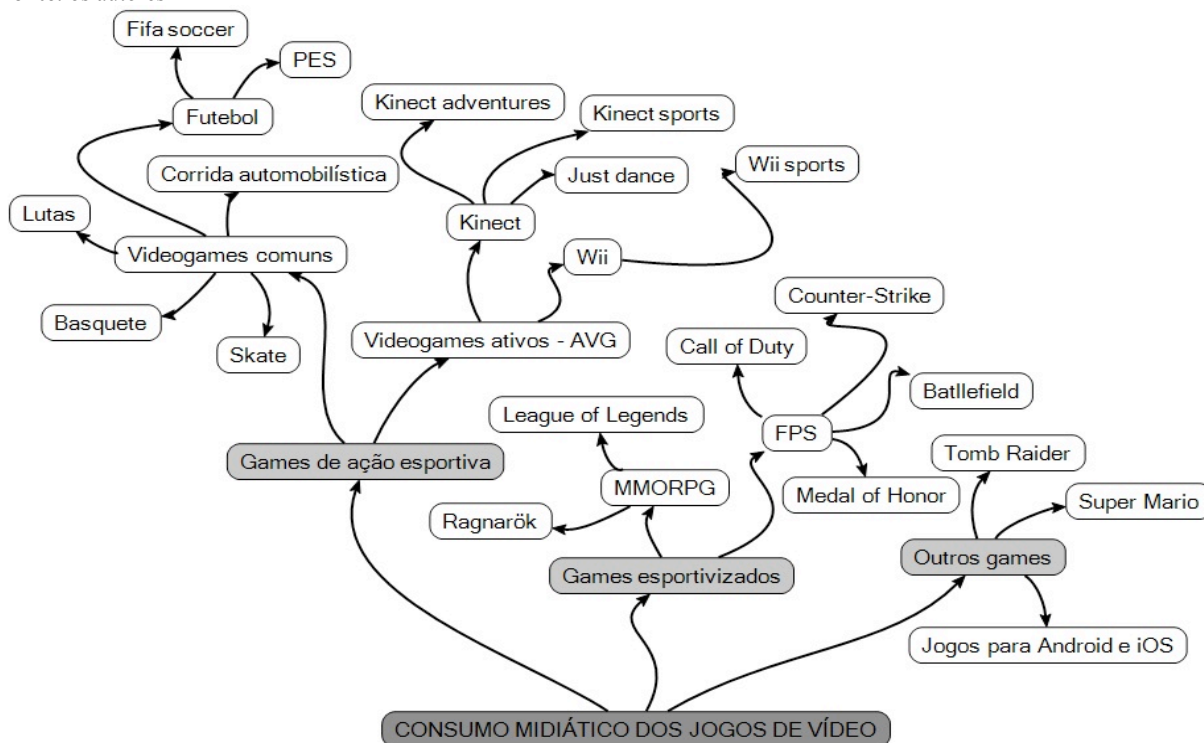 Fifa soccer
PES
Futebol
Kinect adventures
Kinect sports
Corrida automobilística
Just dance
Wii sports
Lutas
Kinect
Videogames comuns
Wii
Counter-Strike
Basquete
Videogames ativos - AVG
Skate
Call of Duty
Batllefield
League of Legends
FPS
Games de ação esportiva
Tomb Raider
MMORPG
Medal of Honor
Super Mario
Ragnarök
Outros games
Games esportivizados
Jogos para Android e iOS
CONSUMO MIDIÁTICO DOS JOGOS DE VÍDEO